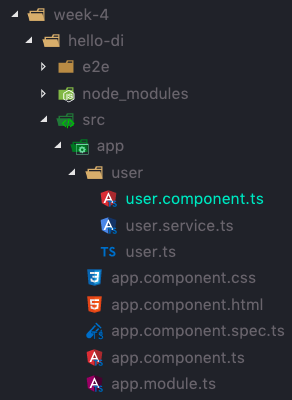 week-4
hello-di
e2e
node_modules
src
app
user
user.component.ts
user.service.ts
TS user.ts
app.component.css
app.component.html
app.component.spec.ts
app.component.ts
app.module.ts